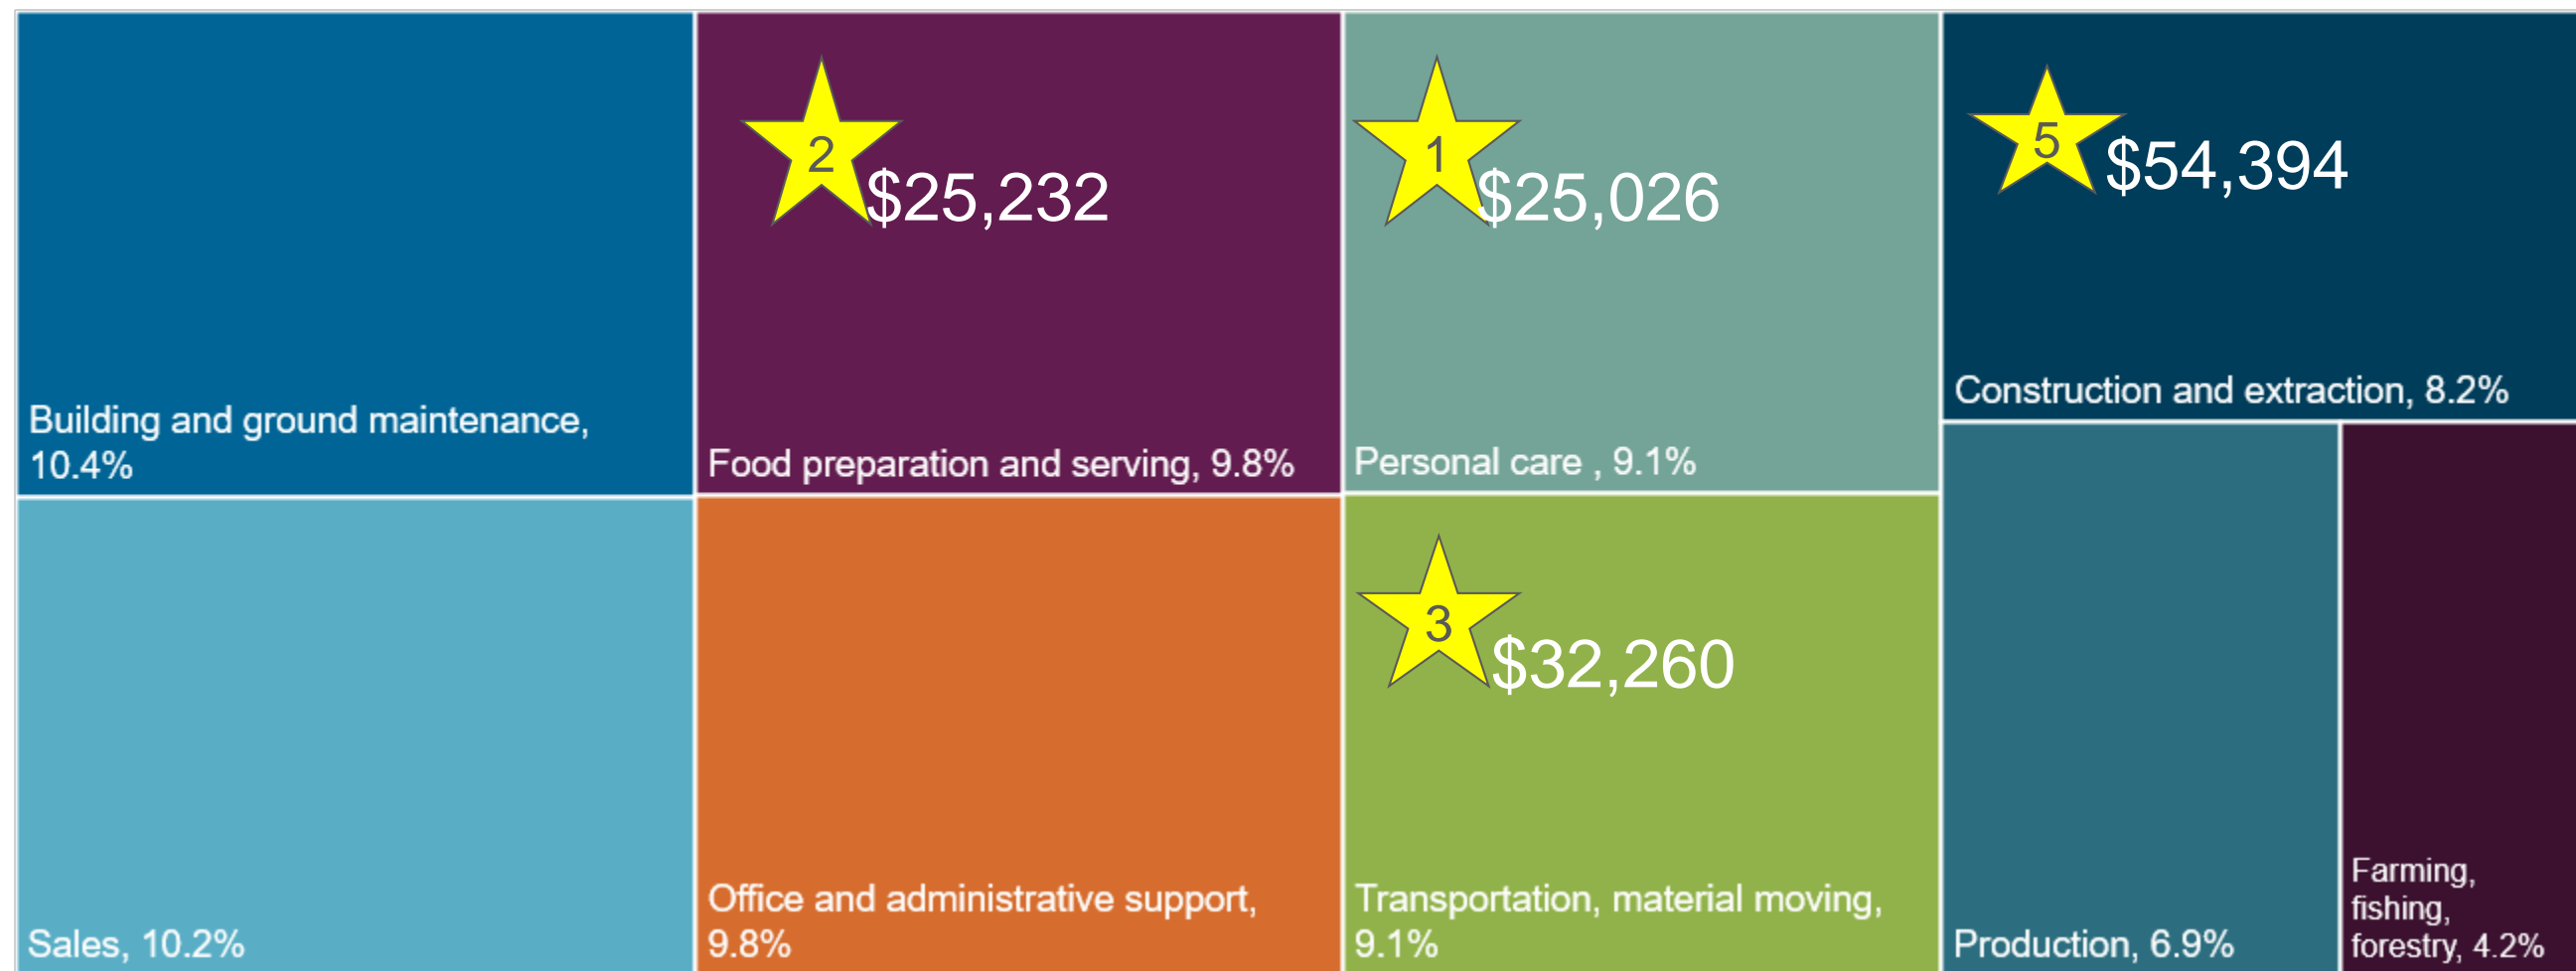 2
$25,232
1
$25,026
5
$54,394
Building and ground maintenance,
10.4%
Food preparation and serving, 9.8%
Personal care , 9.1%
Construction and extraction, 8.2%
3
$32,260
Sales, 10.2%
Office and administrative support,
9.8%
Transportation, material moving,
9.1%
Production, 6.9%
Farming,
fishing,
forestry, 4.2%